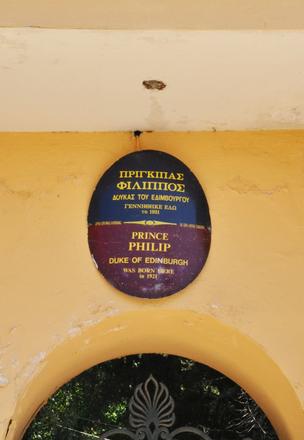 ΠΡΙΓΚΙΠΑΣ
ΦΙΛΙΠΠΟΣ
ΔΟΥΚΑΣ ΤΟΥ ΕΔΙΜΒΟΥΡΓΟΥ
ΓΕΝΝΗΘΗΚΕ ΕΔΩ
το 1921
PRINCE
PHILIP
DUKE OF EDINBURGH
WAS BORN HERE
in 1921